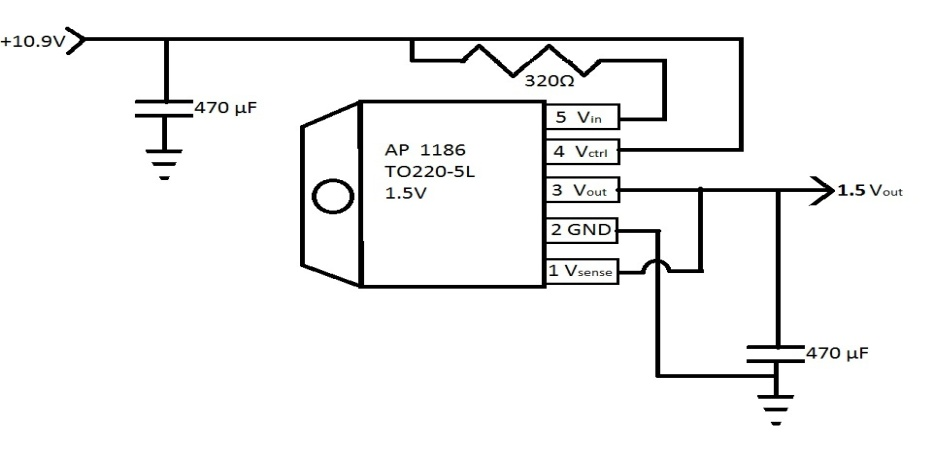 +10.9V
320Ω
470 µF
5 Vin
AP 1186
TO220-5L
1.5V
4 Vctrl
3 Vout
1.5 Vout
2 GND
1 Vsense
470 µF